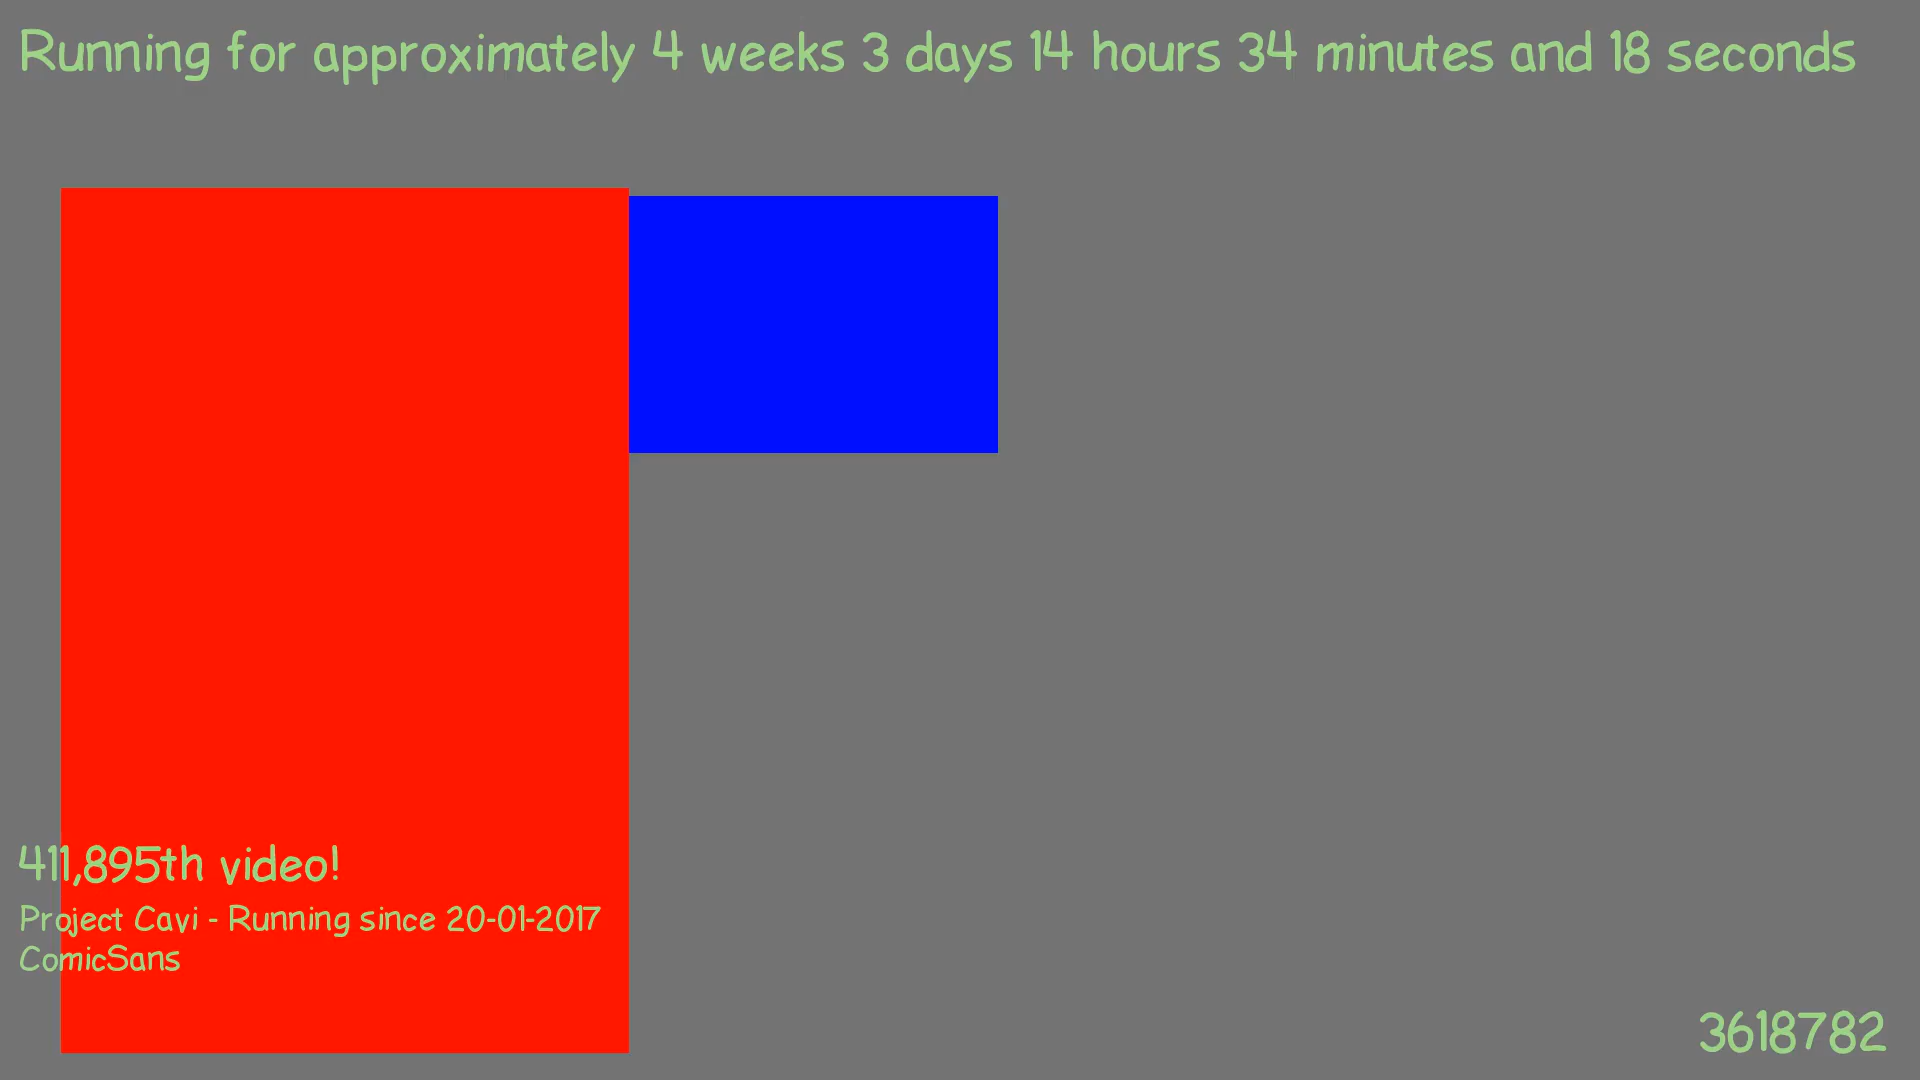 Running for approximately 4 weeks 3 days 14 hours 34 minutes and 18 seconds
411,895th video!
Project Cavi - Running since 20-01-2017
ComicSans
3618782